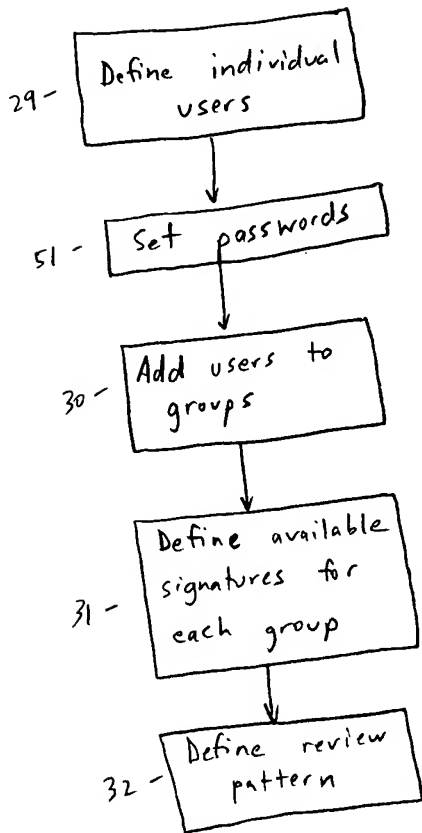 Define individual
29 - users
51 - Set passwords
Add users to
30 - groups
Define available
signatures for
31 - each group
Define review
32 - pattern